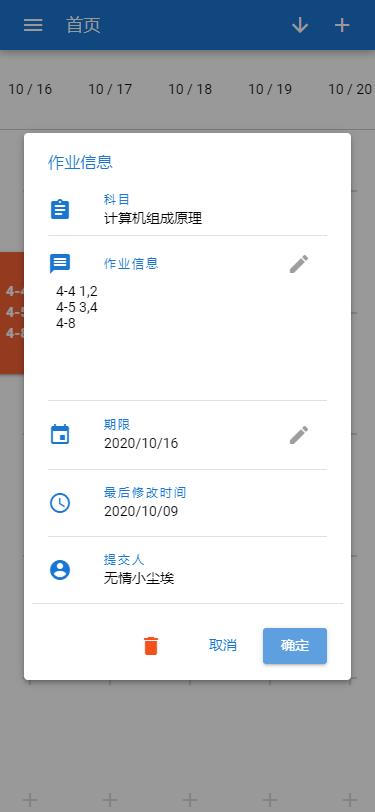 首页
10 / 16
10 / 17
10 / 18
10 / 19
10 / 20
作业信息
科目
计算机组成原理
作业信息
4-4 1,2
4-5 3,4
4-8
期限
2020/10/16
最后修改时间
2020/10/09
提交人
无情小尘埃
取消
确定